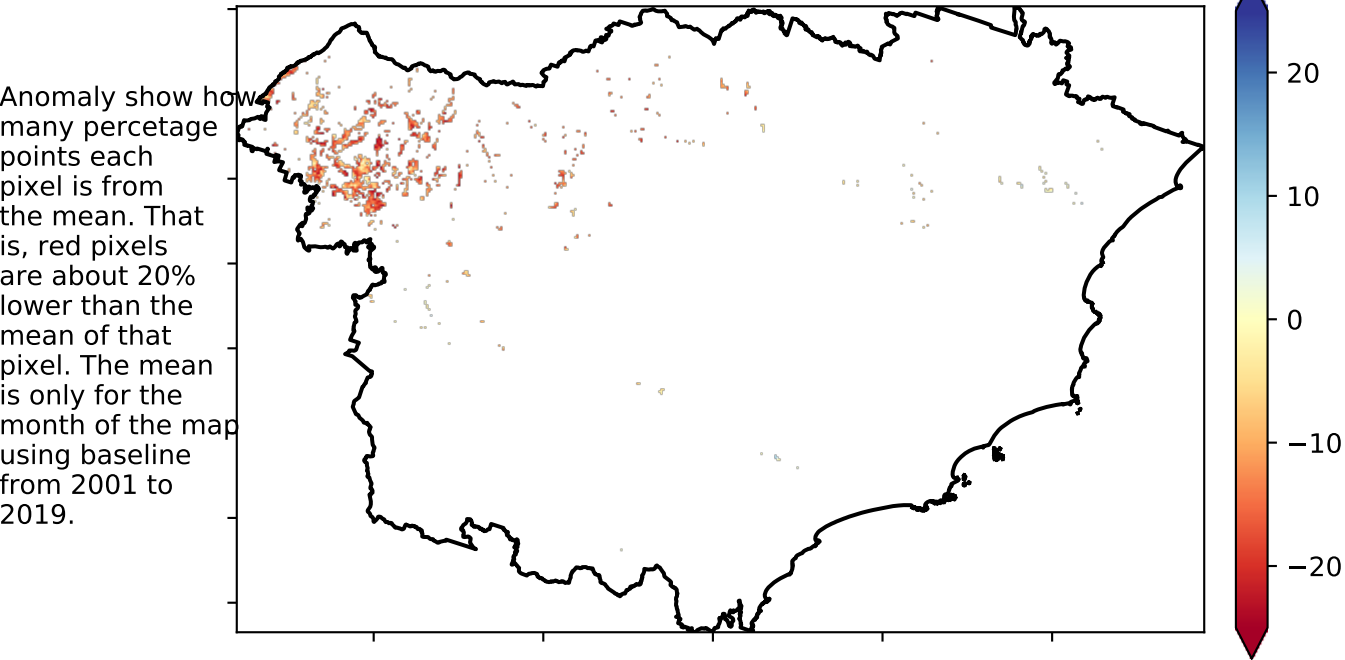 Anomaly show how
many percetage
points each
pixel is from
the mean. That
is, red pixels
are about 20%
lower than the
mean of that
pixel. The mean
is only for the
month of the map
using baseline
from 2001 to
2019.
20
10
0
−10
−20